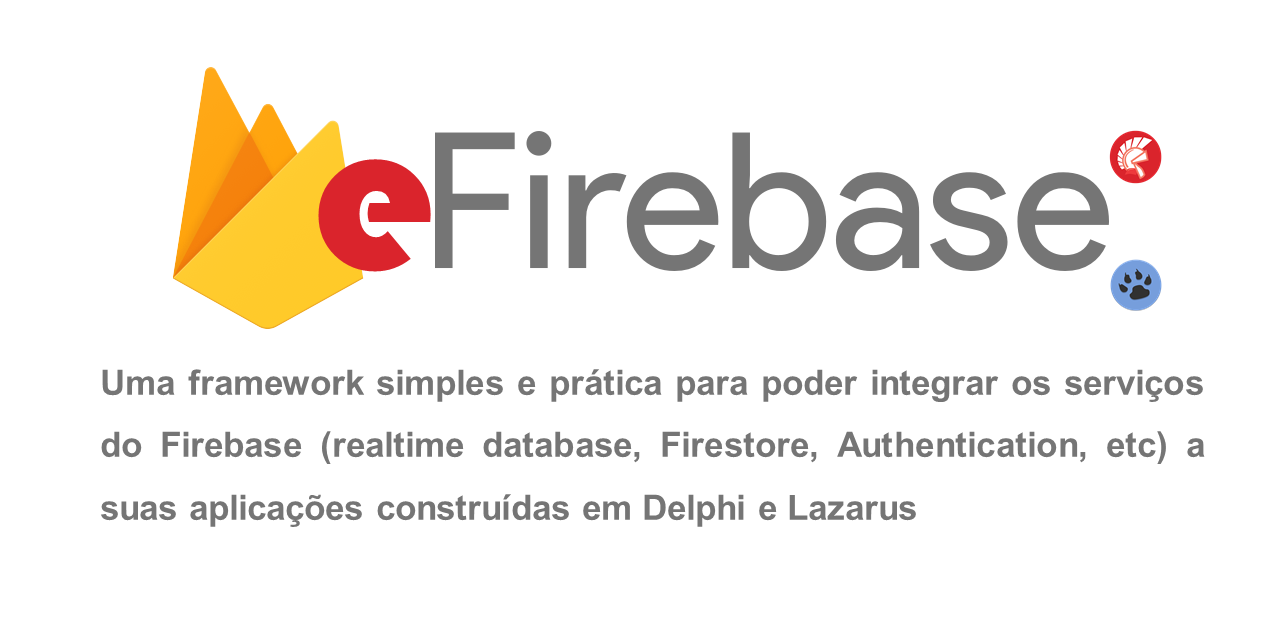 eFirebase
Uma framework simples e prática para poder integrar os serviços
do Firebase (realtime database, Firestore, Authentication, etc) a
suas aplicações construídas em Delphi e Lazarus